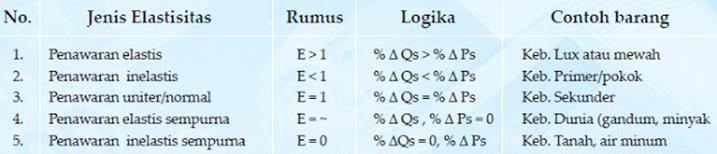 No. Jenis Elastisitas Rumus Logika Contoh barang
1. Penawaran elastis E > 1 % Δ Qs > % Δ Ps Keb. Lux atau mewah
2. Penawaran inelastis E < 1 % Δ Qs < % Δ Ps Keb. Primer/pokok
3. Penawaran uniter/normal E = 1 % Δ Qs = % Δ Ps Keb. Sekunder
4. Penawaran elastis sempurna E = ~ % Δ Qs , % Δ Ps = 0 Keb. Dunia (gandum, minyak
5. Penawaran inelastis sempurna E = 0 % ΔQs = 0, % Δ Ps Keb. Tanah, air minum